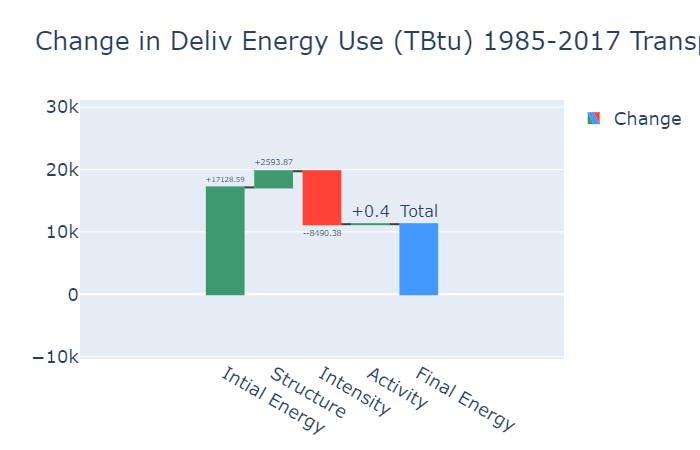 Change in Deliv Energy Use (TBtu) 1985-2017 Transp
30k
20k
10k
0
−10k
+17128.59
+2593.87
--8490.38
+0.4
Total
Intial Energy
Structure
Intensity
Activity
Final Energy
Change